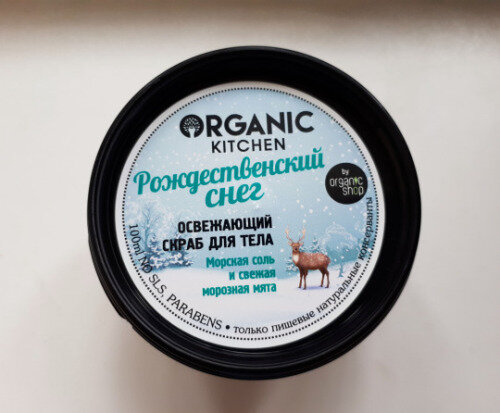 ORGANIC
KITCHEN
Рождественский
снег
by
organic
shop
ОСВЕЖАЮЩИЙ
СКРАБ ДЛЯ ТЕЛА
Морская соль
и свежая
морозная мята
100ml NO SLS, PARABENS • только пищевые натуральные консерванты